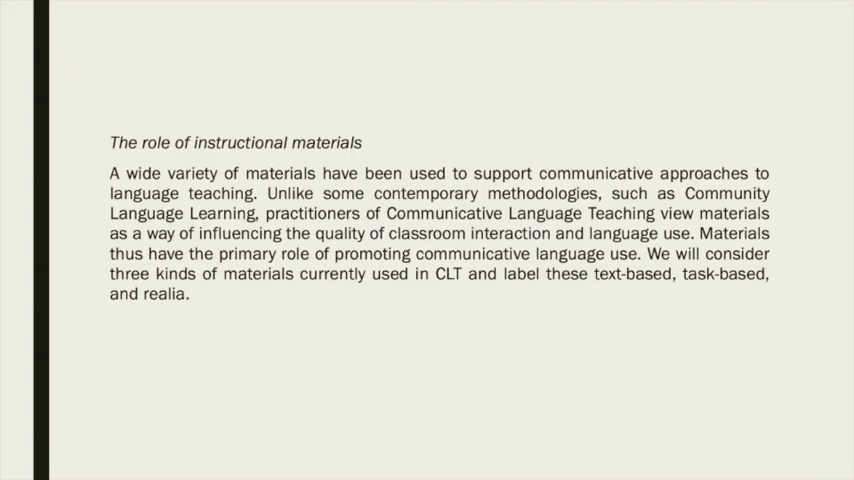 The role of instructional materials
A wide variety of materials have been used to support communicative approaches to
language teaching. Unlike some contemporary methodologies, such as Community
Language Learning, practitioners of Communicative Language Teaching view materials
as a way of influencing the quality of classroom interaction and language use. Materials
thus have the primary role of promoting communicative language use. We will consider
three kinds of materials currently used in CLT and label these text-based, task-based,
and realia.